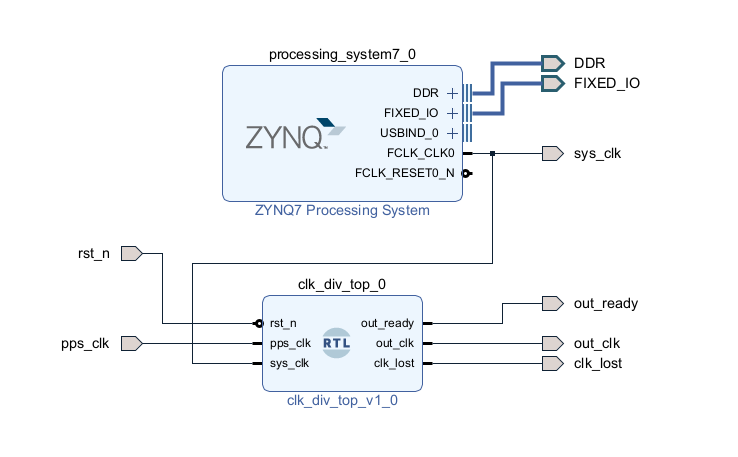 processing_system7_0
DDR
FIXED_IO
USBIND_0
FCLK_CLK0
FCLK_RESET0_N
ZYNQ
ZYNQ7 Processing System
DDR
FIXED_IO
sys_clk
rst_n
pps_clk
clk_div_top_0
rst_n
pps_clk
sys_clk
RTL
out_ready
out_clk
clk_lost
clk_div_top_v1_0
out_ready
out_clk
clk_lost